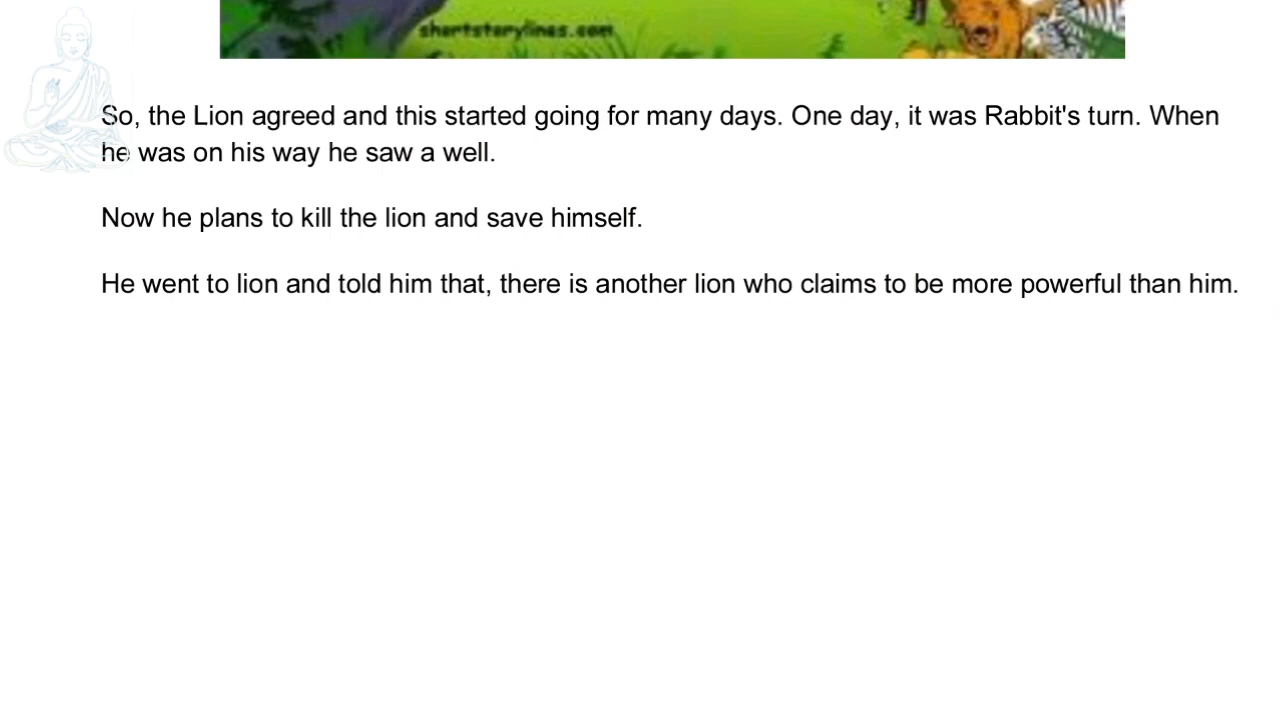 shortstorylines.com
So, the Lion agreed and this started going for many days. One day, it was Rabbit's turn. When
he was on his way he saw a well.
Now he plans to kill the lion and save himself.
He went to lion and told him that, there is another lion who claims to be more powerful than him.